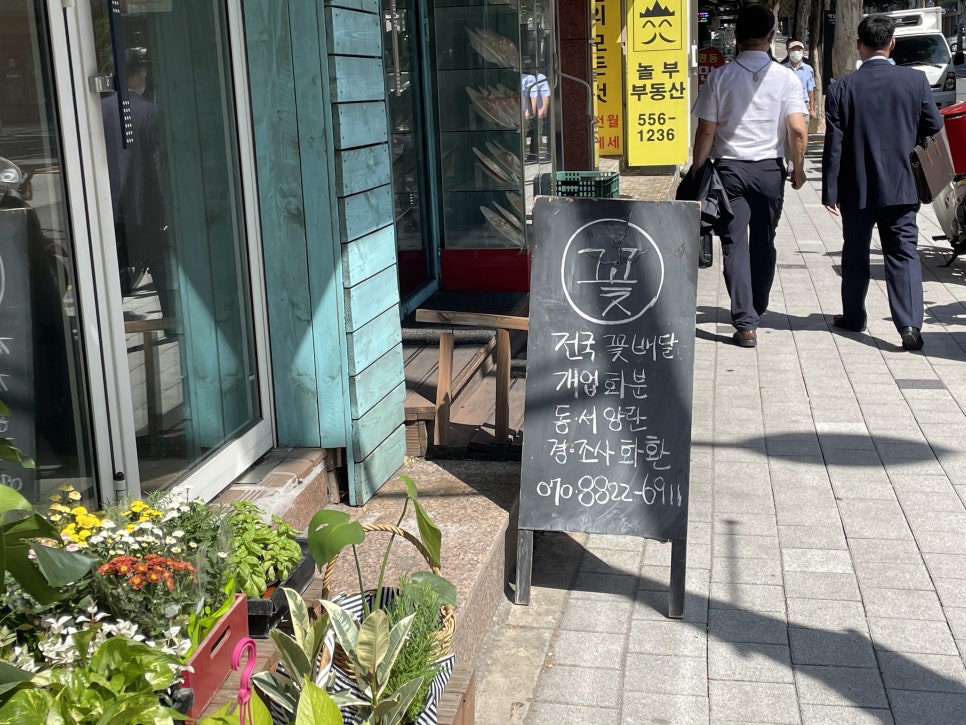 꽃
전국 꽃배달
개업 화분
동·서양란
경·조사 화환
070·8822-6911
놀부
부동산
556-
1236